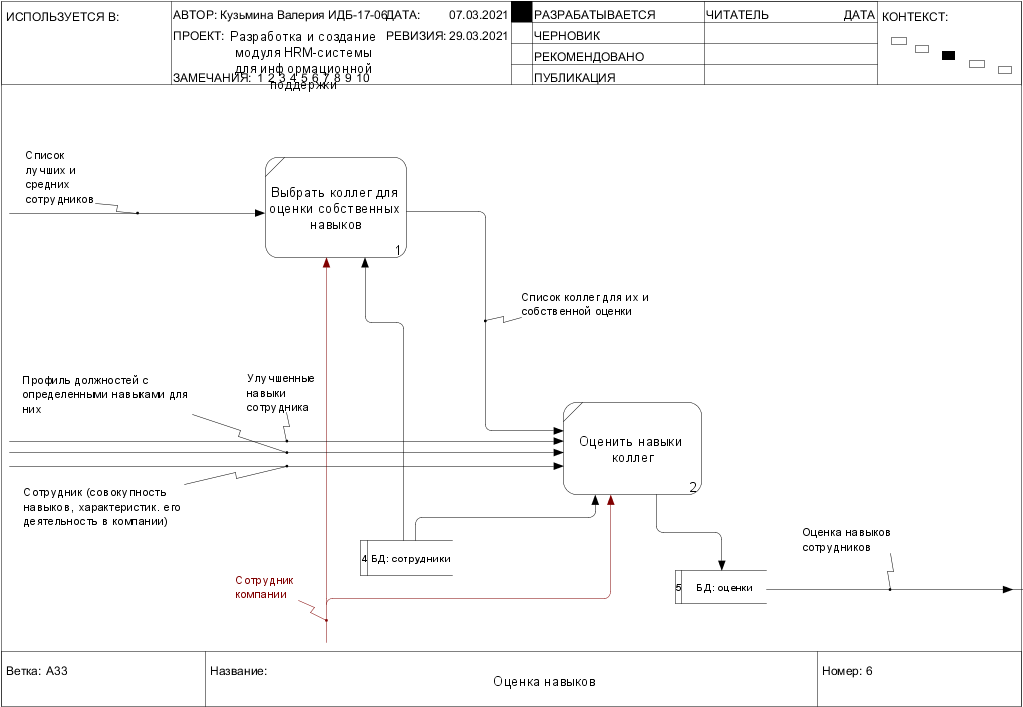 ИСПОЛЬЗУЕТСЯ В:
АВТОР: Кузьмина Валерия ИДБ-17-06
ДАТА: 07.03.2021
ПРОЕКТ: Разработка и создание
модуля HRM-системы
для информационной
поддержки
РЕВИЗИЯ: 29.03.2021
ЗАМЕЧАНИЯ: 1 2 3 4 5 6 7 8 9 10
РАЗРАБАТЫВАЕТСЯ
ЧЕРНОВИК
РЕКОМЕНДОВАНО
ПУБЛИКАЦИЯ
ЧИТАТЕЛЬ ДАТА
КОНТЕКСТ:
Список
лучших и
средних
сотрудников
Выбрать коллег для
оценки собственных
навыков
1
Список коллег для их и
собственной оценки
Профиль должностей с
определенными навыками для
них
Улучшенные
навыки
сотрудника
Оценить навыки
коллег
2
Сотрудник (совокупность
навыков, характеристик. его
деятельность в компании)
4 БД: сотрудники
Сотрудник
компании
5 БД: оценки
Оценка навыков
сотрудников
Ветка: A33
Название:
Оценка навыков
Номер: 6